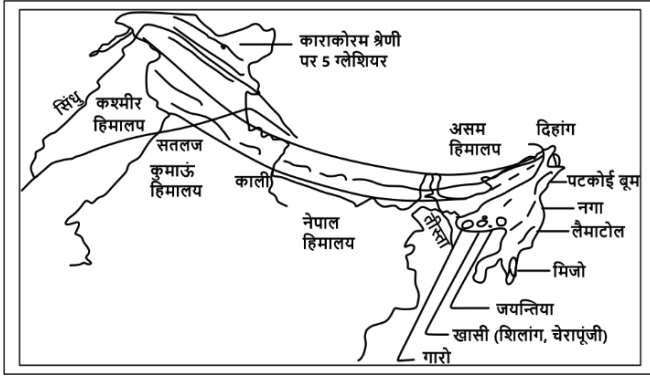 काराकोरम श्रेणी
पर 5 ग्लेशियर
सिंधु
कश्मीर
हिमालप
सतलज
कुमाऊं
हिमालय
काली
नेपाल
हिमालय
असम
हिमालप
दिहांग
तीस्ता
पटकोई बूम
नगा
लैमाटोल
मिजो
जयन्तिया
खासी (शिलांग, चेरापूंजी)
गारो